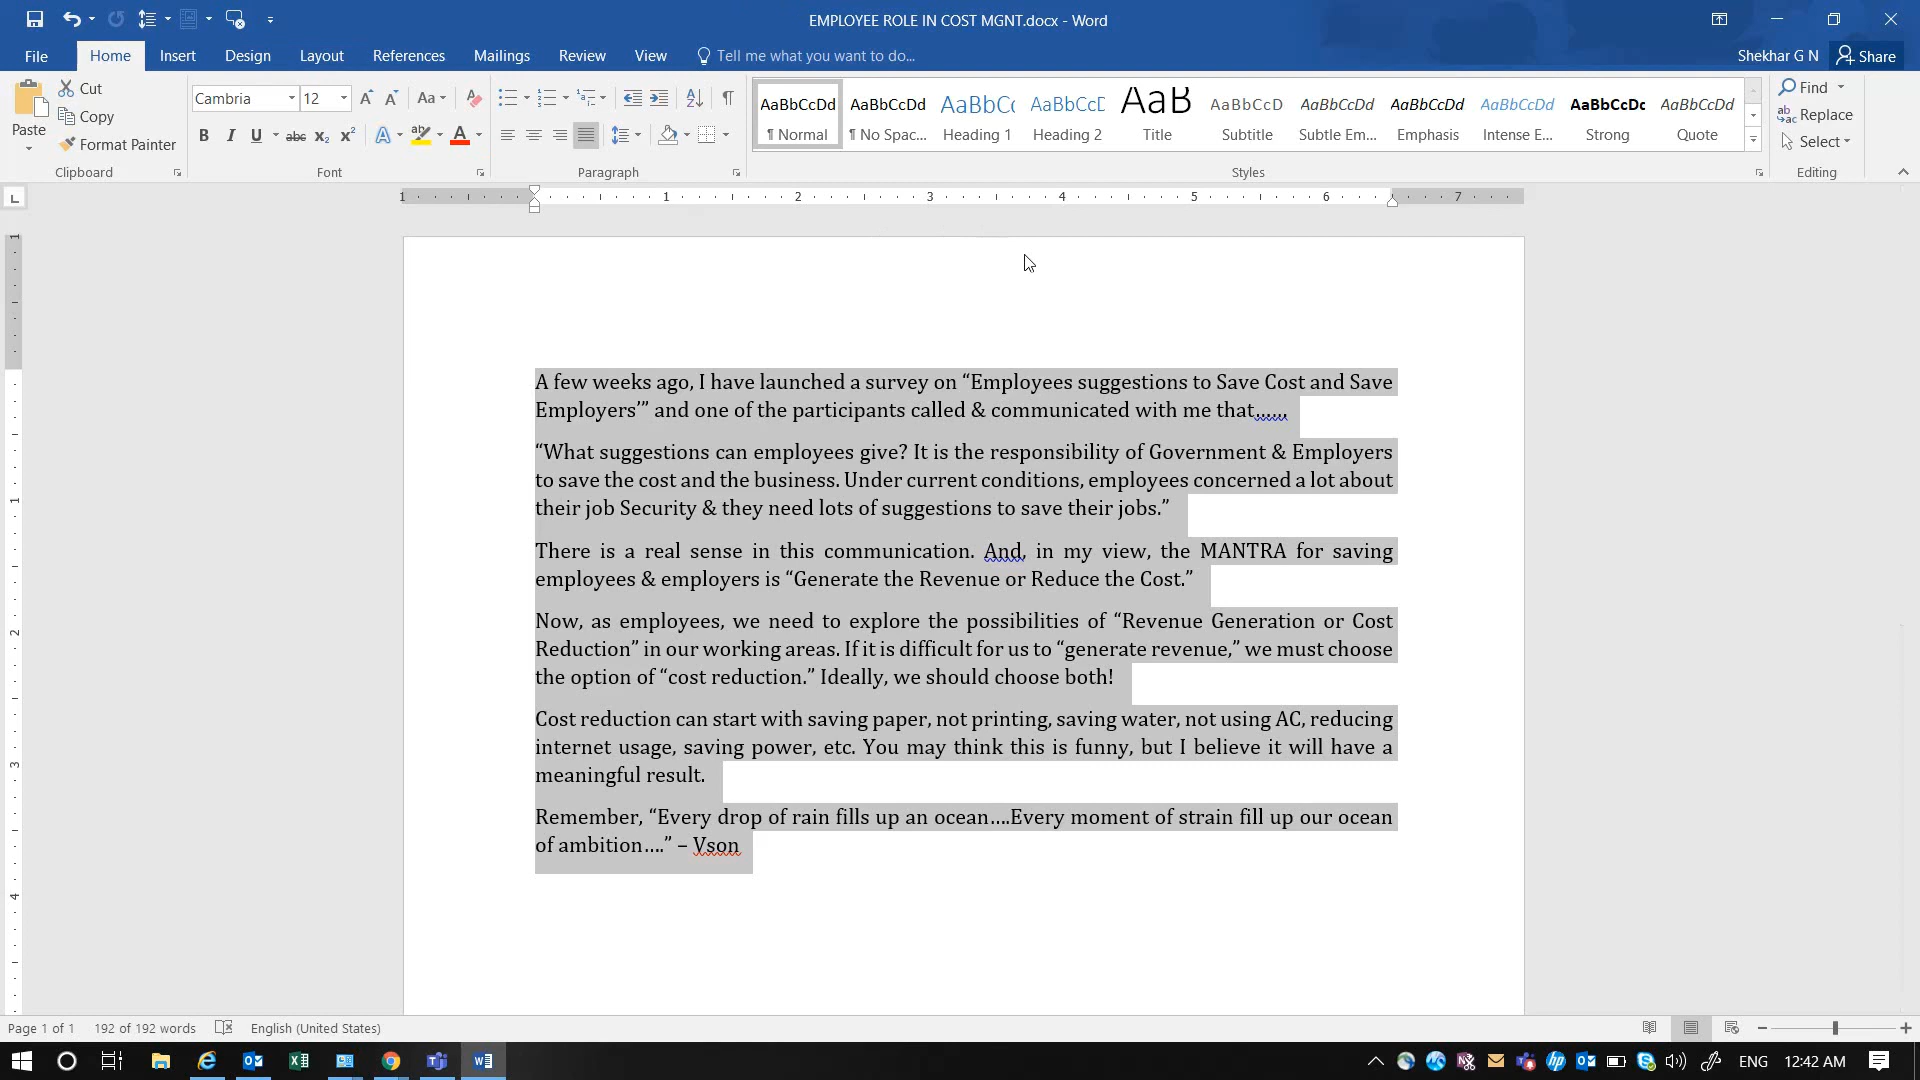 EMPLOYEE ROLE IN COST MGNT.docx - Word
File Home Insert Design Layout References Mailings Review View Tell me what you want to do... Shekhar G N Share
Paste
Cut
Copy
Format Painter
Clipboard
Cambria 12
Font
Paragraph
AaBbCcDd AaBbCcDd AaBbC( AaBbCcD AaB AaBbCcD AaBbCcDd AaBbCcDd AaBbCcDd AaBbCcDc AaBbCcDd
¶ Normal ¶ No Spac... Heading 1 Heading 2 Title Subtitle Subtle Em... Emphasis Intense E... Strong Quote
Styles
Find
Replace
Select
Editing
1 1 2 3 4 5 6 7
A few weeks ago, I have launched a survey on “Employees suggestions to Save Cost and Save
Employers’” and one of the participants called & communicated with me that……
“What suggestions can employees give? It is the responsibility of Government & Employers
to save the cost and the business. Under current conditions, employees concerned a lot about
their job Security & they need lots of suggestions to save their jobs.”
There is a real sense in this communication. And, in my view, the MANTRA for saving
employees & employers is “Generate the Revenue or Reduce the Cost.”
Now, as employees, we need to explore the possibilities of “Revenue Generation or Cost
Reduction” in our working areas. If it is difficult for us to “generate revenue,” we must choose
the option of “cost reduction.” Ideally, we should choose both!
Cost reduction can start with saving paper, not printing, saving water, not using AC, reducing
internet usage, saving power, etc. You may think this is funny, but I believe it will have a
meaningful result.
Remember, “Every drop of rain fills up an ocean….Every moment of strain fill up our ocean
of ambition….” – Vson
Page 1 of 1 192 of 192 words English (United States)
ENG 12:42 AM